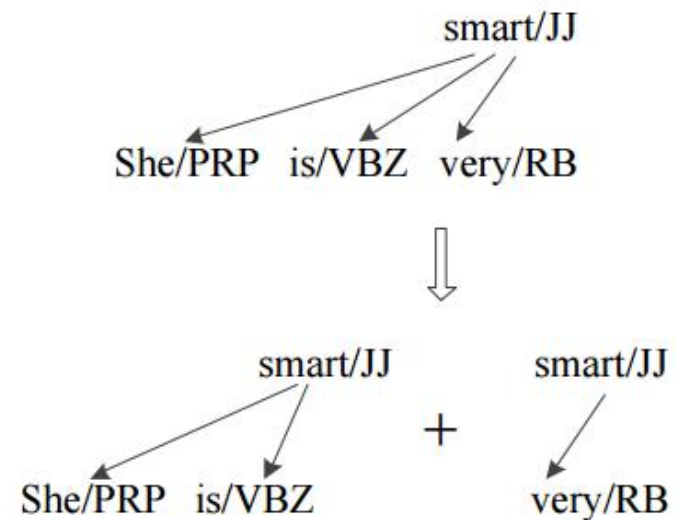 smart/JJ
She/PRP is/VBZ very/RB
smart/JJ smart/JJ
+
She/PRP is/VBZ very/RB